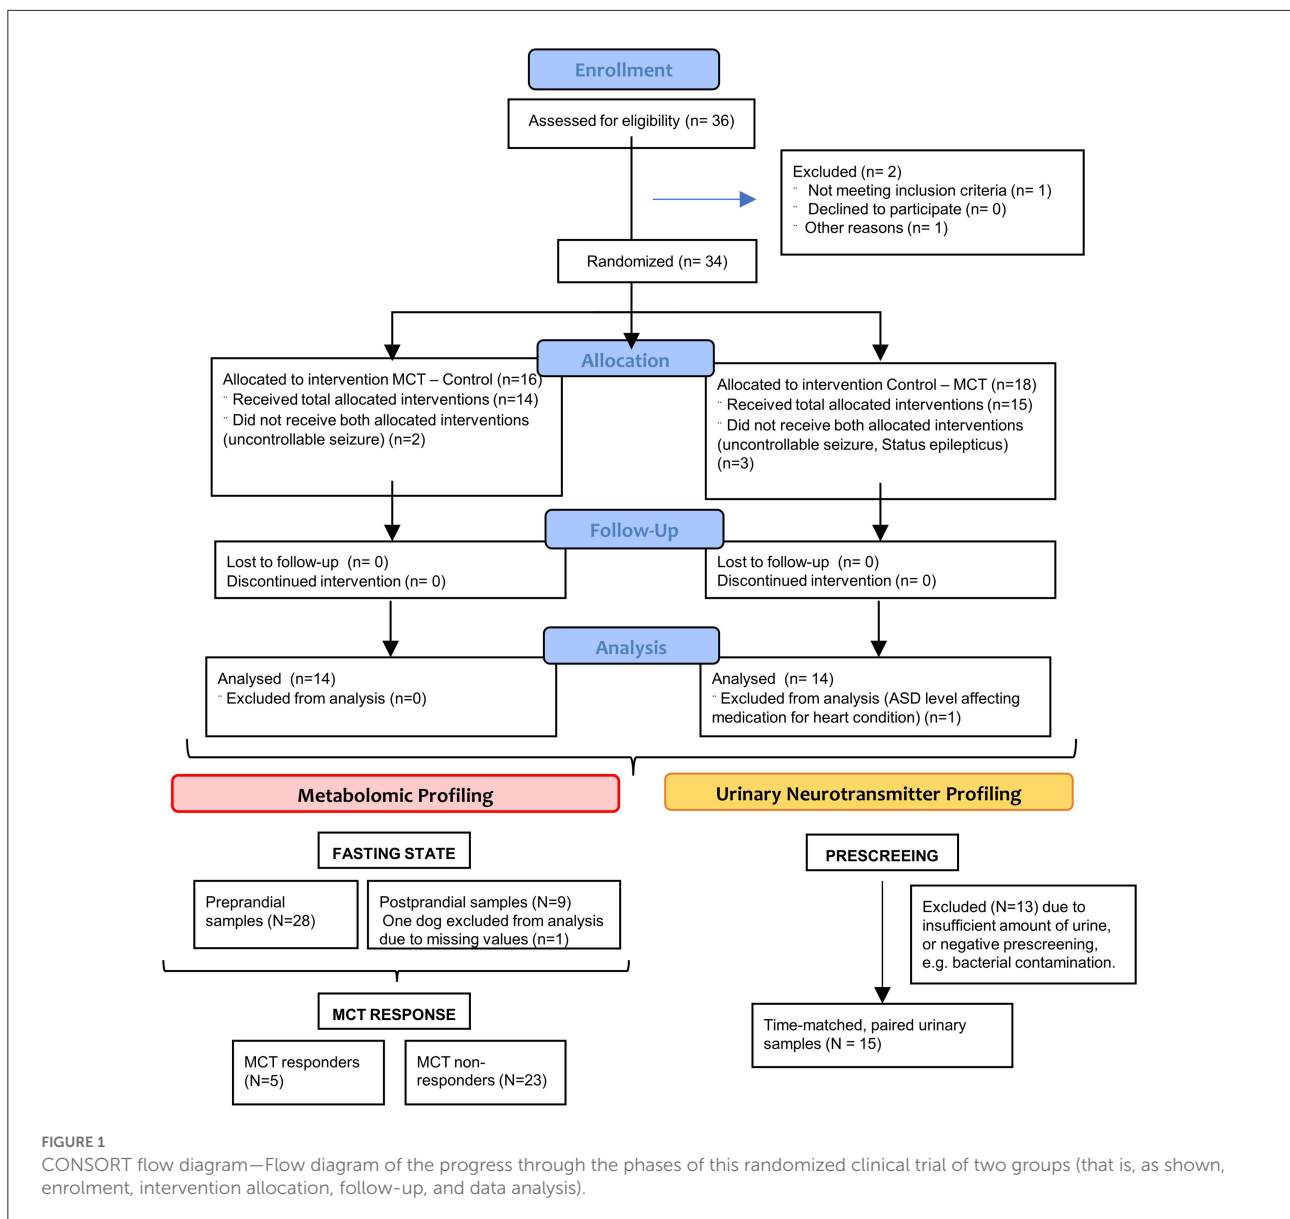 Enrollment
Assessed for eligibility (n= 36)
Excluded (n= 2)
¨ Not meeting inclusion criteria (n= 1)
¨ Declined to participate (n= 0)
¨ Other reasons (n= 1)
Randomized (n= 34)
Allocation
Allocated to intervention MCT – Control (n=16)
¨ Received total allocated interventions (n=14)
¨ Did not receive both allocated interventions
(uncontrollable seizure) (n=2)
Allocated to intervention Control – MCT (n=18)
¨ Received total allocated interventions (n=15)
¨ Did not receive both allocated interventions
(uncontrollable seizure, Status epilepticus)
(n=3)
Follow-Up
Lost to follow-up (n= 0)
Discontinued intervention (n= 0)
Lost to follow-up (n= 0)
Discontinued intervention (n= 0)
Analysis
Analysed (n=14)
¨ Excluded from analysis (n=0)
Analysed (n= 14)
¨ Excluded from analysis (ASD level affecting
medication for heart condition) (n=1)
Metabolomic Profiling
FASTING STATE
Preprandial
samples (N=28)
Postprandial samples (N=9)
One dog excluded from analysis
due to missing values (n=1)
MCT RESPONSE
MCT responders
(N=5)
MCT non-
responders (N=23)
Urinary Neurotransmitter Profiling
PRESCREEING
Excluded (N=13) due to
insufficient amount of urine,
or negative prescreening,
e.g. bacterial contamination.
Time-matched, paired urinary
samples (N = 15)
FIGURE 1
CONSORT flow diagram—Flow diagram of the progress through the phases of this randomized clinical trial of two groups (that is, as shown,
enrolment, intervention allocation, follow-up, and data analysis).